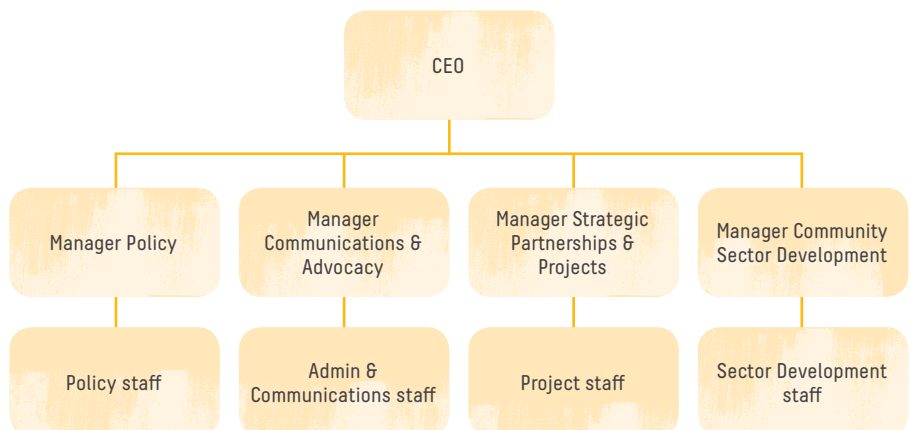 CEO
Manager Policy
Manager
Communications &
Advocacy
Manager Strategic
Partnerships &
Projects
Manager Community
Sector Development
Policy staff
Admin &
Communications staff
Project staff
Sector Development
staff